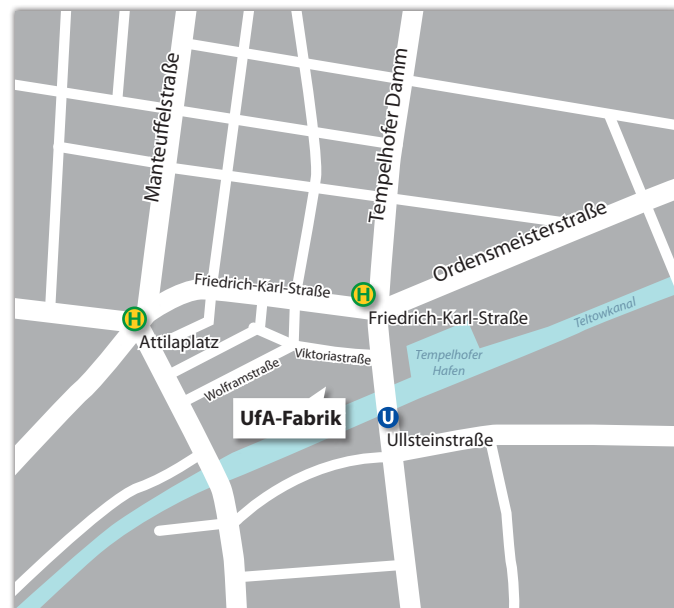 Manteuffelstraße
Tempelhofer Damm
Ordensmeisterstraße
Friedrich-Karl-Straße
H
H
Friedrich-Karl-Straße
Attilaplatz
Teltowkanal
Viktoriastraße
Tempelhofer
Hafen
Wolframstraße
UfA-Fabrik
U
Ullsteinstraße